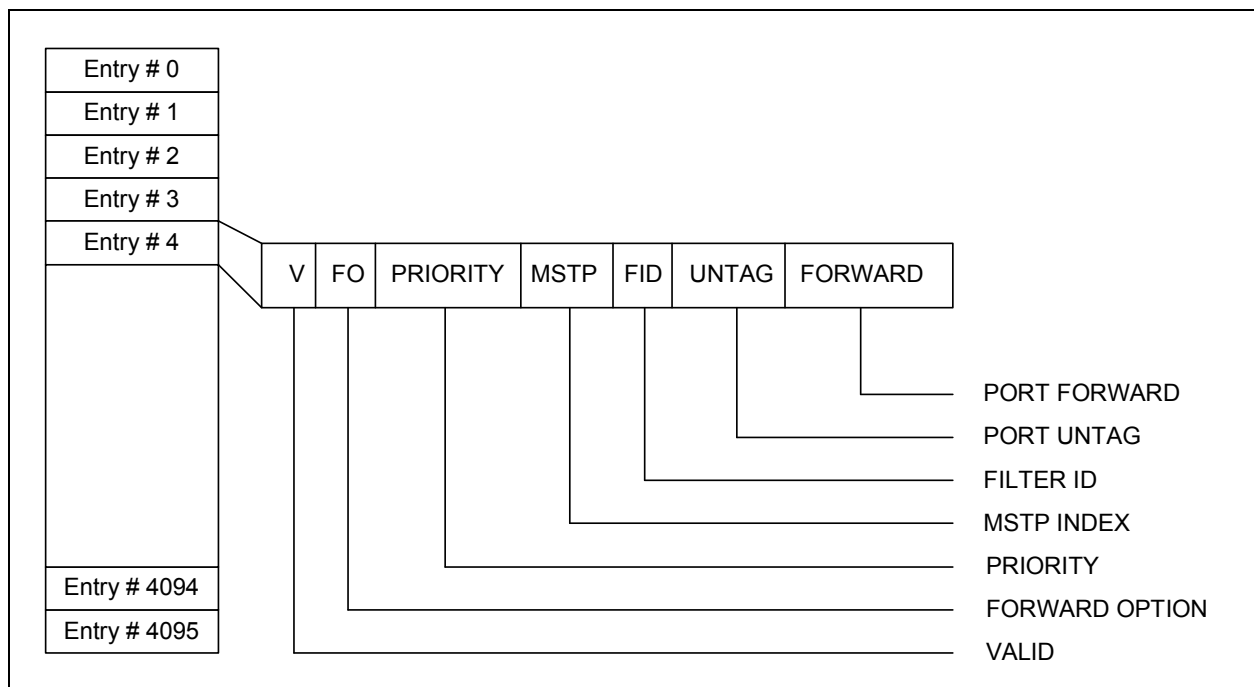 Entry # 0
Entry # 1
Entry # 2
Entry # 3
Entry # 4
V FO PRIORITY MSTP FID UNTAG FORWARD
PORT FORWARD
PORT UNTAG
FILTER ID
MSTP INDEX
PRIORITY
FORWARD OPTION
VALID
Entry # 4094
Entry # 4095